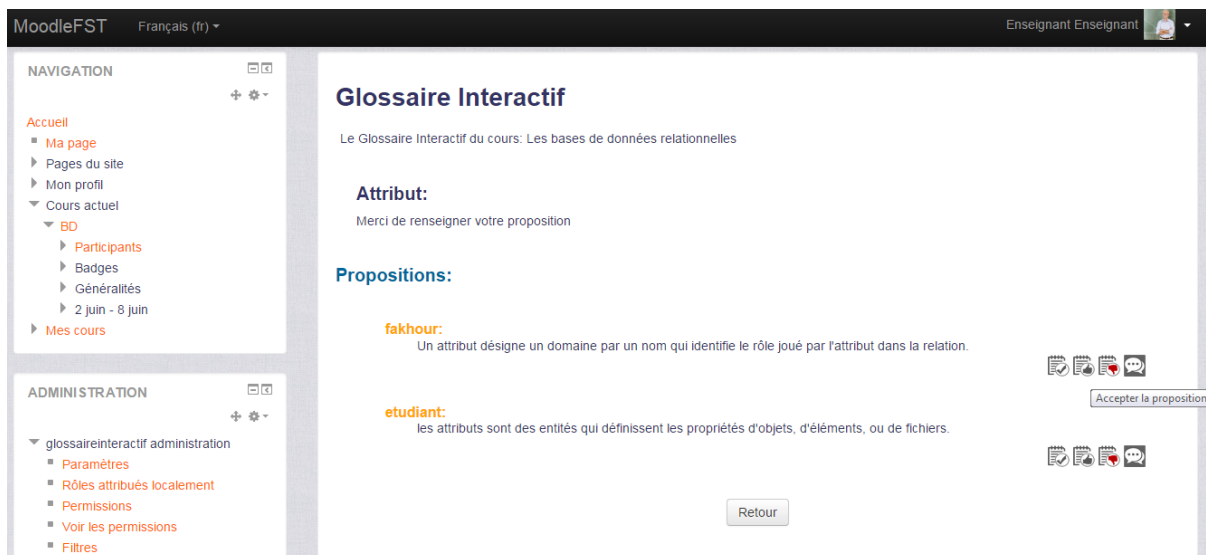 MoodleFST
Français (fr)
Enseignant Enseignant
NAVIGATION
Accueil
Ma page
Pages du site
Mon profil
Cours actuel
BD
Participants
Badges
Généralités
2 juin - 8 juin
Mes cours
ADMINISTRATION
glossaireinteractif administration
Paramètres
Rôles attribués localement
Permissions
Voir les permissions
Filtres
Glossaire Interactif
Le Glossaire Interactif du cours: Les bases de données relationnelles
Attribut:
Merci de renseigner votre proposition
Propositions:
fakhour:
Un attribut désigne un domaine par un nom qui identifie le rôle joué par l'attribut dans la relation.
Accepter la proposition
etudiant:
les attributs sont des entités qui définissent les propriétés d'objets, d'éléments, ou de fichiers.
Retour